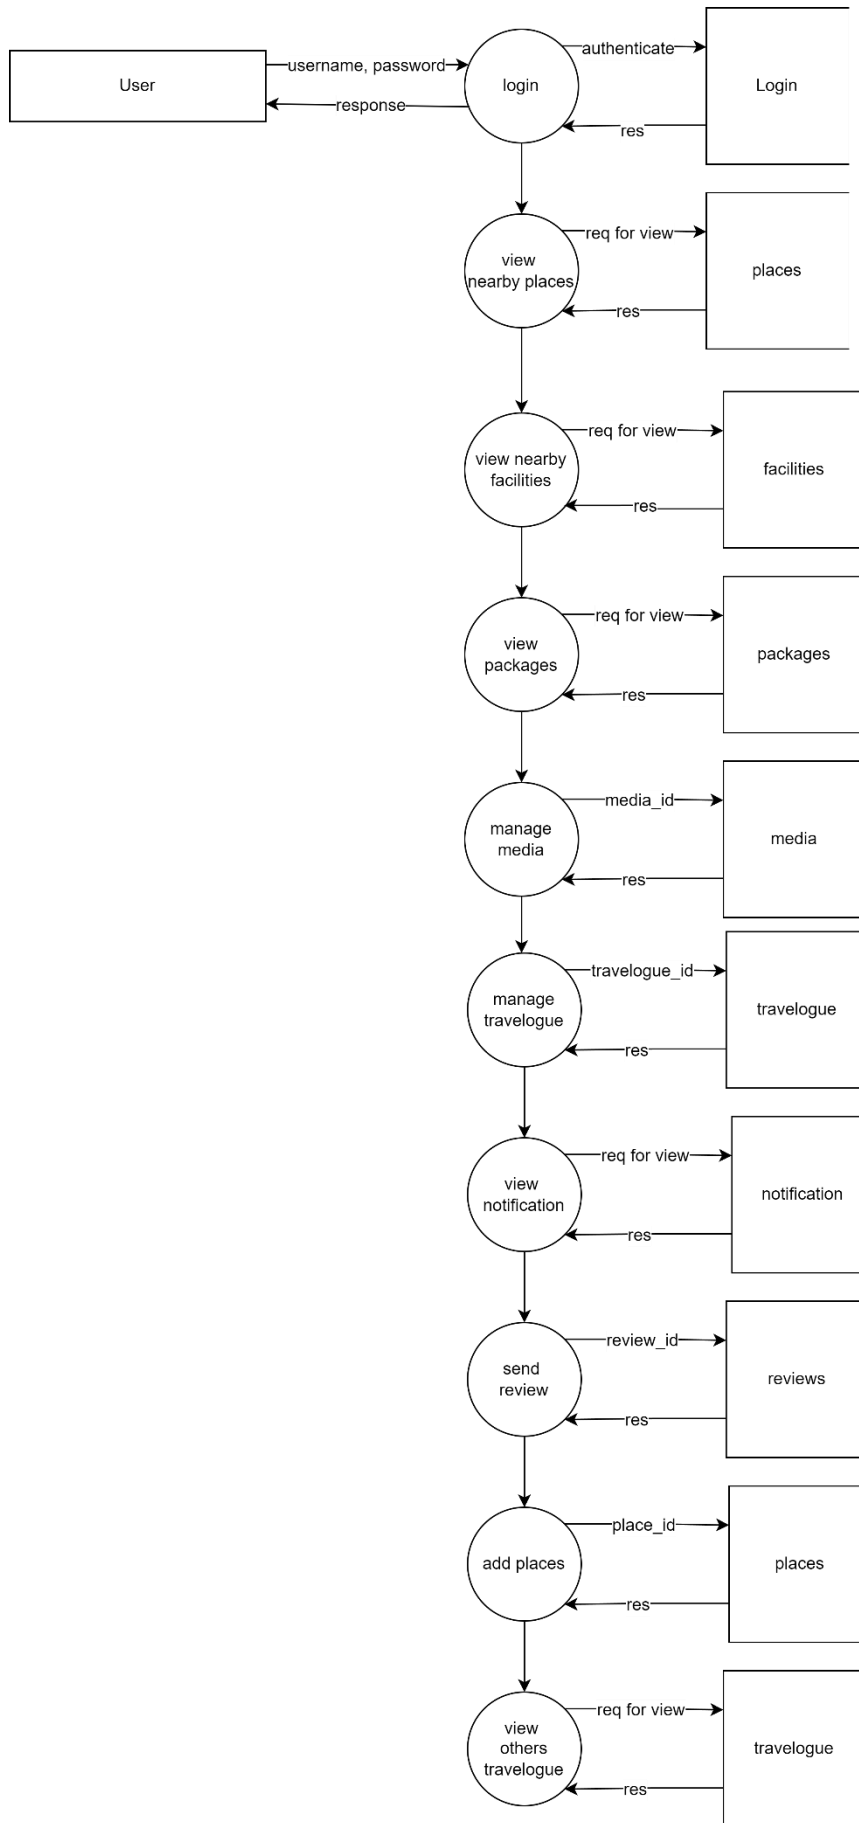 User
username, password
response
login
authenticate
res
Login
view
nearby places
req for view
res
places
view nearby
facilities
req for view
res
facilities
view
packages
req for view
res
packages
manage
media
media_id
res
media
manage
travelogue
travelogue_id
res
travelogue
view
notification
req for view
res
notification
send
review
review_id
res
reviews
add places
place_id
res
places
view
others
travelogue
req for view
res
travelogue